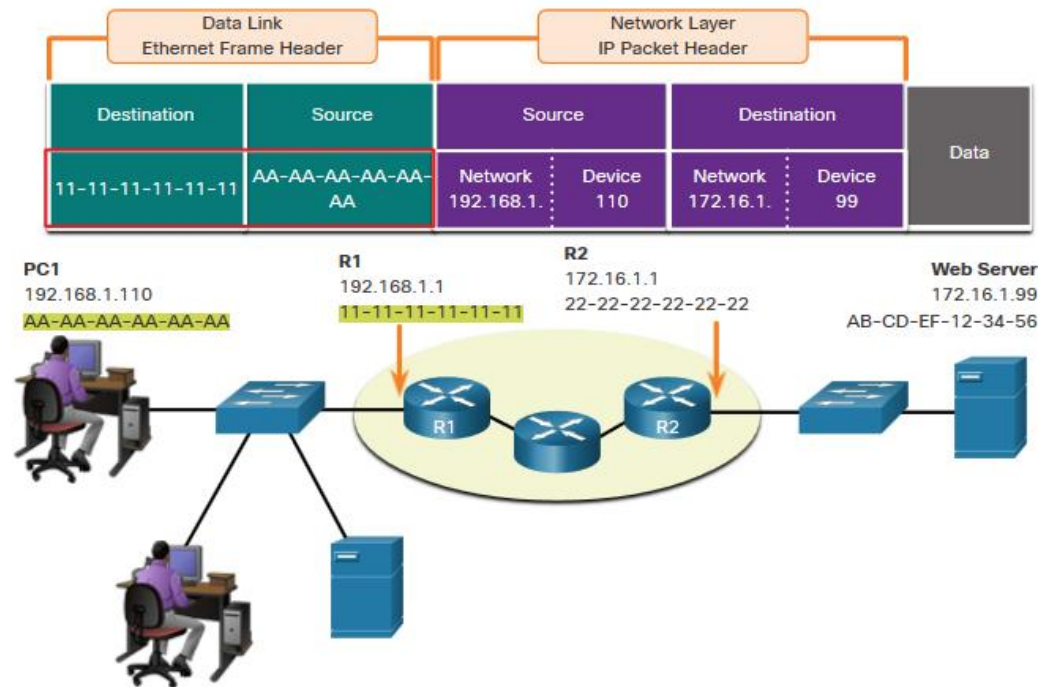 Data Link
Ethernet Frame Header
Network Layer
IP Packet Header
Destination
Source
Source
Destination
Data
11-11-11-11-11-11
AA-AA-AA-AA-AA-
AA
Network
192.168.1.
Device
110
Network
172.16.1.
Device
99
PC1
192.168.1.110
AA-AA-AA-AA-AA-AA
R1
192.168.1.1
11-11-11-11-11-11
R2
172.16.1.1
22-22-22-22-22-22
Web Server
172.16.1.99
AB-CD-EF-12-34-56
R1
R2